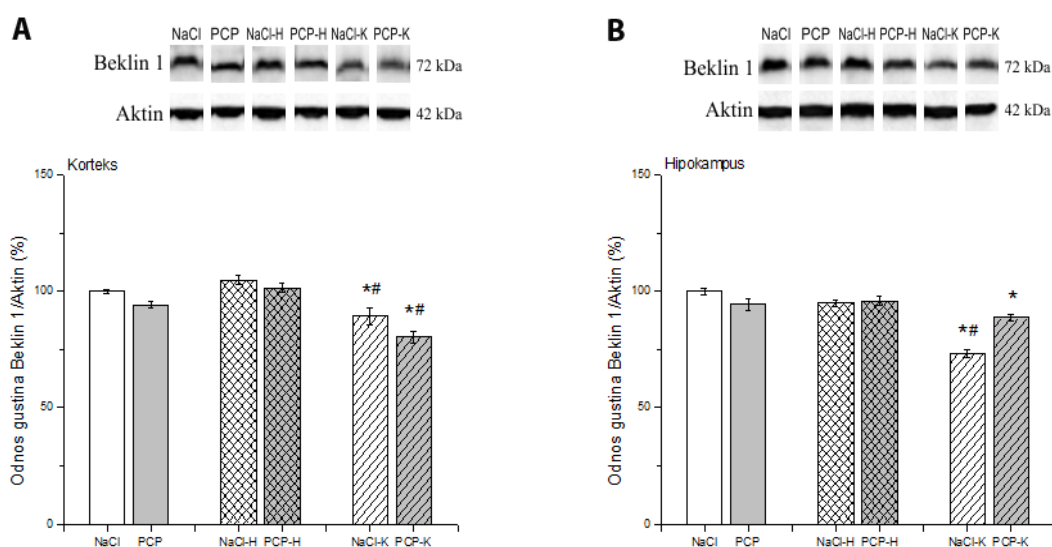 A
NaCl PCP NaCl-H PCP-H NaCl-K PCP-K
Beklin 1 72 kDa
Aktin 42 kDa
Korteks
Odnos gustina Beklin 1/Aktin (%)
150
100
50
0
*# *#
NaCl PCP NaCl-H PCP-H NaCl-K PCP-K
B
NaCl PCP NaCl-H PCP-H NaCl-K PCP-K
Beklin 1 72 kDa
Aktin 42 kDa
Hipokampus
Odnos gustina Beklin 1/Aktin (%)
150
100
50
0
*# *
NaCl PCP NaCl-H PCP-H NaCl-K PCP-K